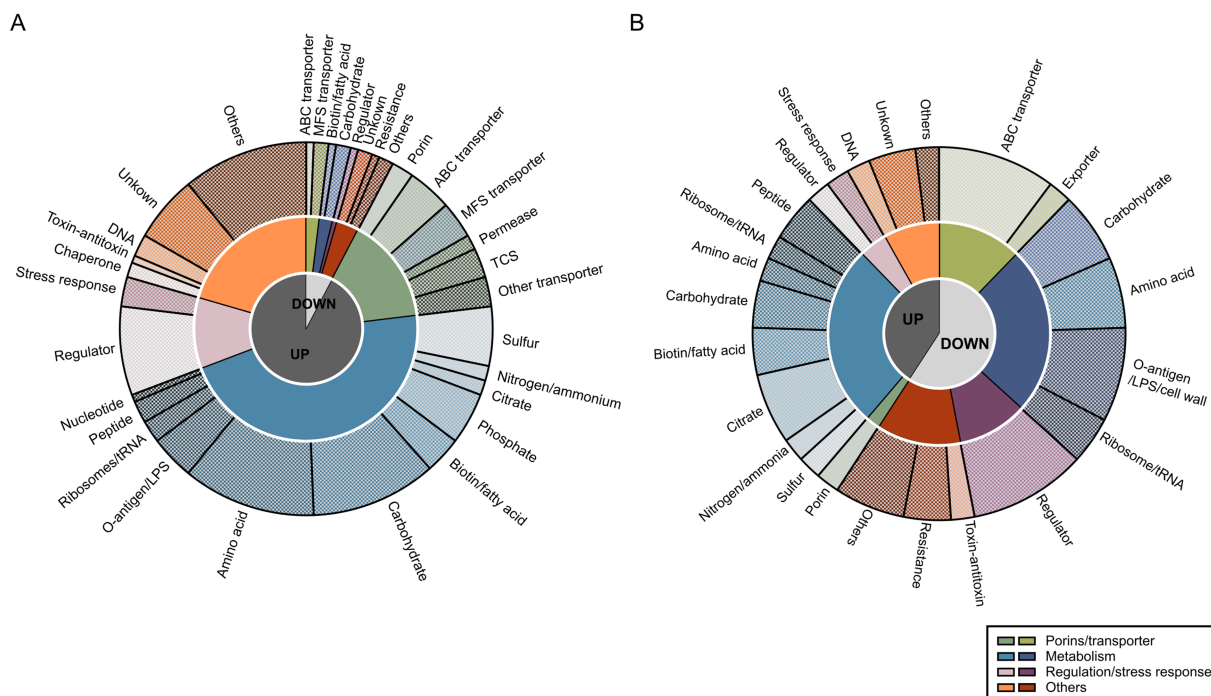 A
ABC transporter
MFS transporter
Biotin/fatty acid
Carbohydrate
Regulator
Unkown
Resistance
Others
Porin
ABC transporter
MFS transporter
Permease
TCS
Other transporter
Sulfur
Nitrogen/ammonium
Citrate
Phosphate
Biotin/fatty acid
Carbohydrate
Amino acid
O-antigen/LPS
Ribosomes/tRNA
Peptide
Nucleotide
Regulator
Stress response
Chaperone
Toxin-antitoxin
DNA
Unkown
Others
DOWN
UP
B
ABC transporter
Exporter
Carbohydrate
Amino acid
O-antigen
/LPS/cell wall
Ribosome/tRNA
Regulator
Toxin-antitoxin
Resistance
Others
Porin
Sulfur
Nitrogen/ammonia
Citrate
Biotin/fatty acid
Carbohydrate
Amino acid
Ribosome/tRNA
Peptide
Regulator
Stress response
DNA
Unkown
Others
UP
DOWN
Porins/transporter
Metabolism
Regulation/stress response
Others